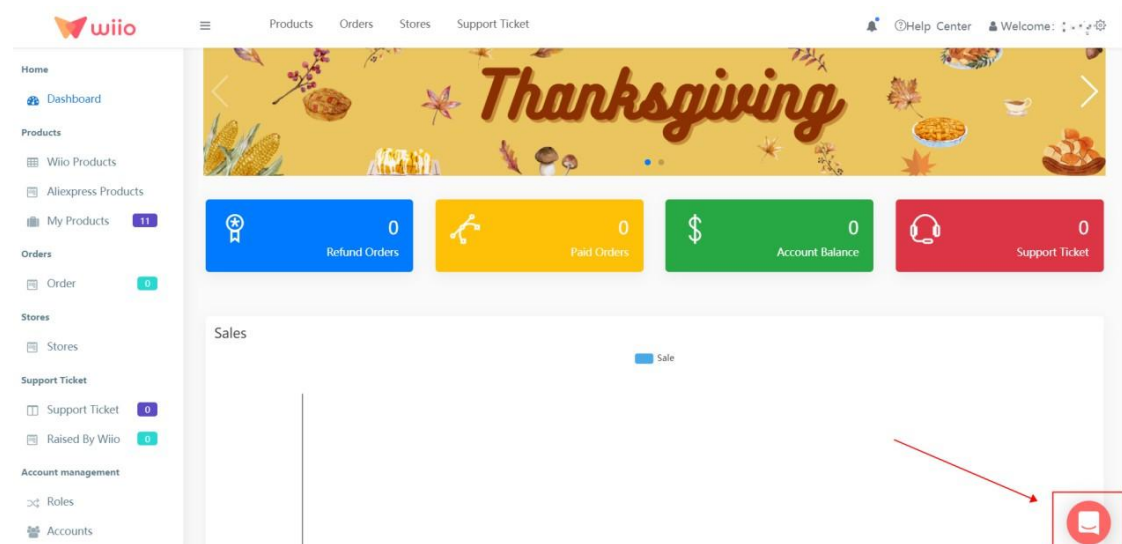 wiio
Products Orders Stores Support Ticket
Help Center Welcome:
Home
Dashboard
Products
Wiio Products
Aliexpress Products
My Products 11
Orders
Order 0
Stores
Stores
Support Ticket
Support Ticket 0
Raised By Wiio 0
Account management
Roles
Accounts
Thanksgiving
0
Refund Orders
0
Paid Orders
0
Account Balance
0
Support Ticket
Sales
Sale